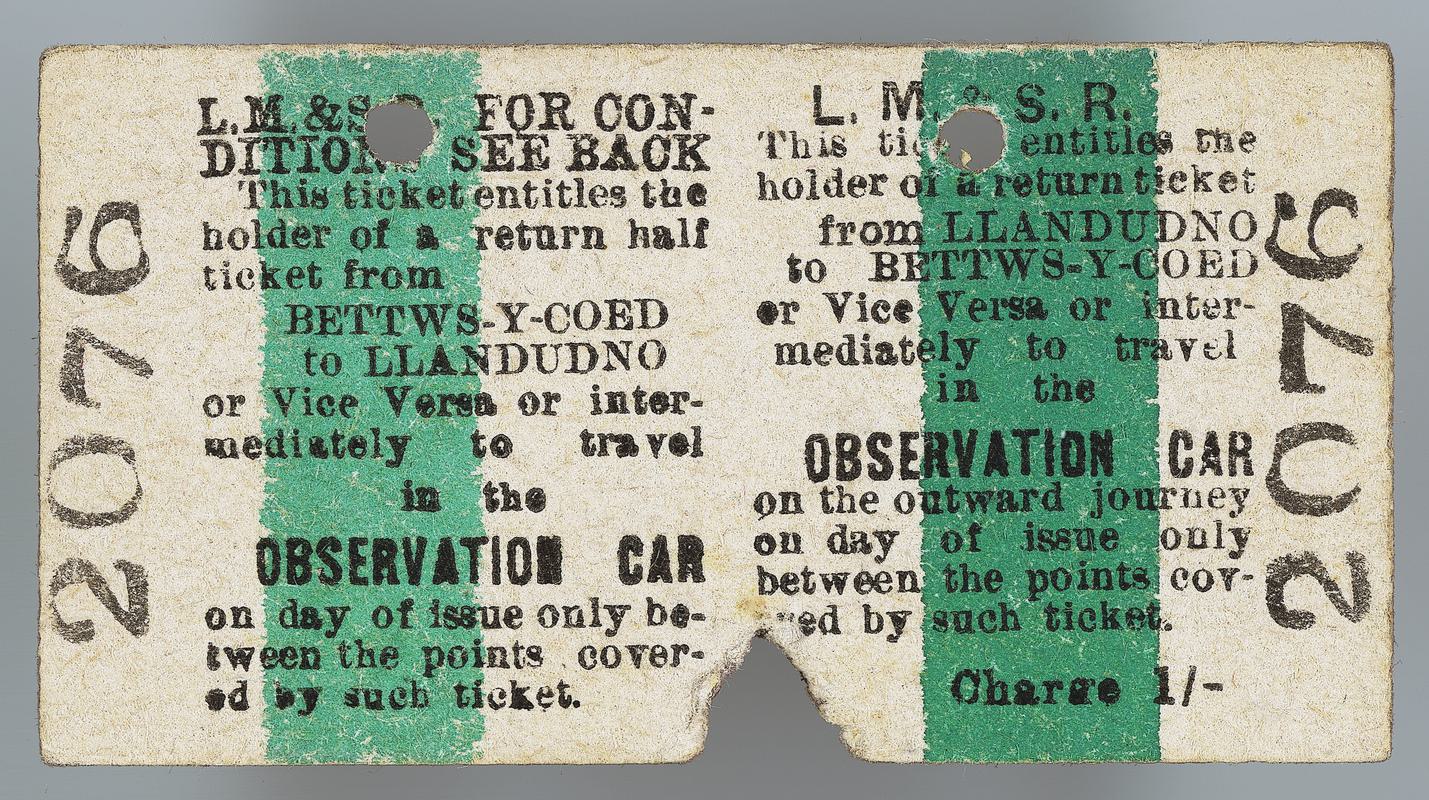 2076
L.M.&S.R. FOR CON-
DITIONS SEE BACK
This ticket entitles the
holder of a return half
ticket from
BETTWS-Y-COED
to LLANDUDNO
or Vice Versa or inter-
mediately to travel
in the
OBSERVATION CAR
on day of issue only be-
tween the points cover-
ed by such ticket.
L. M. & S. R.
This entitles the
holder of a return ticket
from LLANDUDNO
to BETTWS-Y-COED
or Vice Versa or inter-
mediately to travel
in the
OBSERVATION CAR
on the outward journey
on day of issue only
between the points cov-
by such ticket.
Charge 1/-
2076